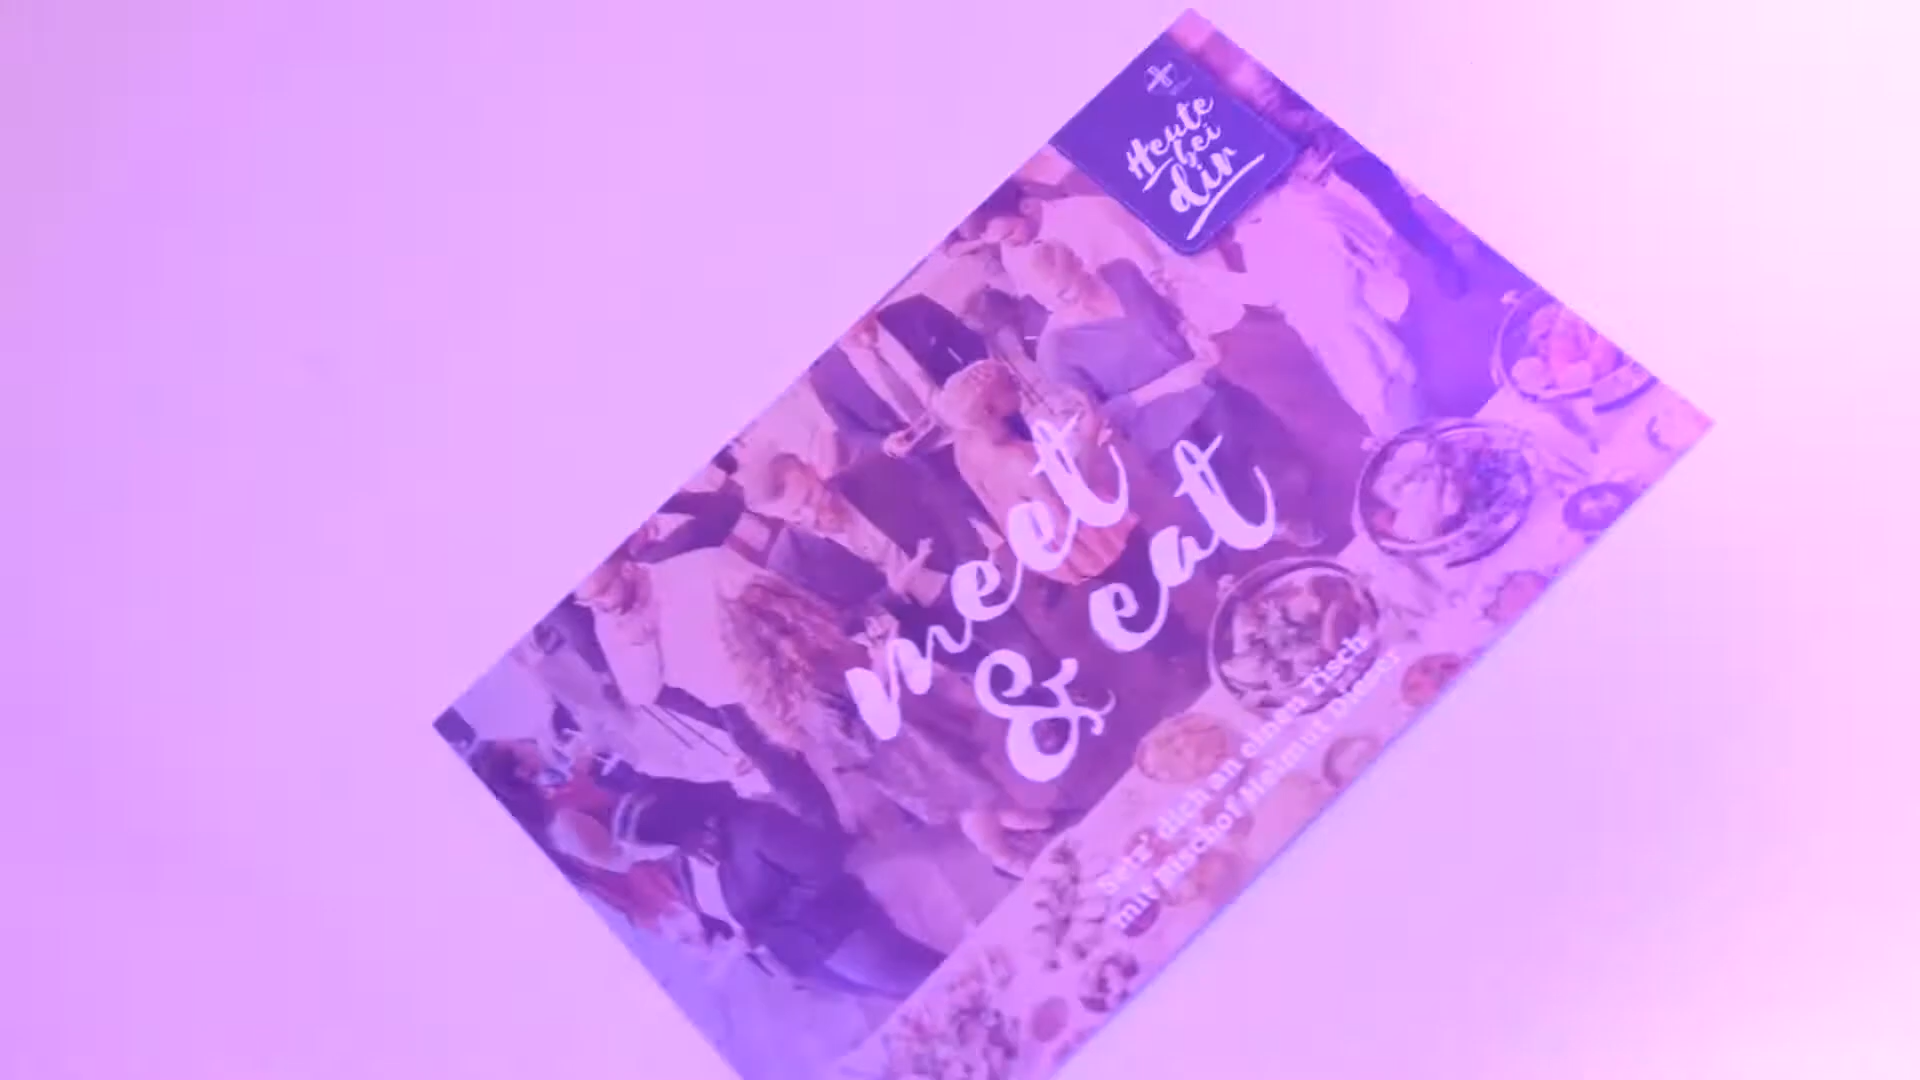 Heute
bei
dir
meet
& eat
Setz' dich an einen Tisch
mit Bischof Helmut Dieser